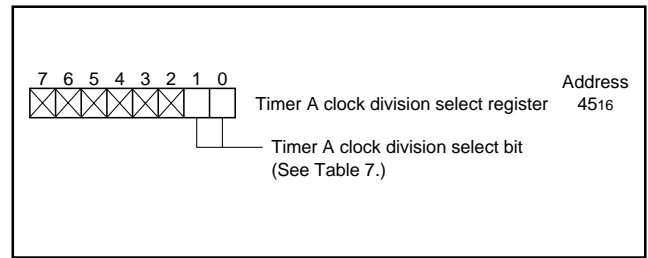 7 6 5 4 3 2 1 0
Address
Timer A clock division select register 4516
Timer A clock division select bit
(See Table 7.)